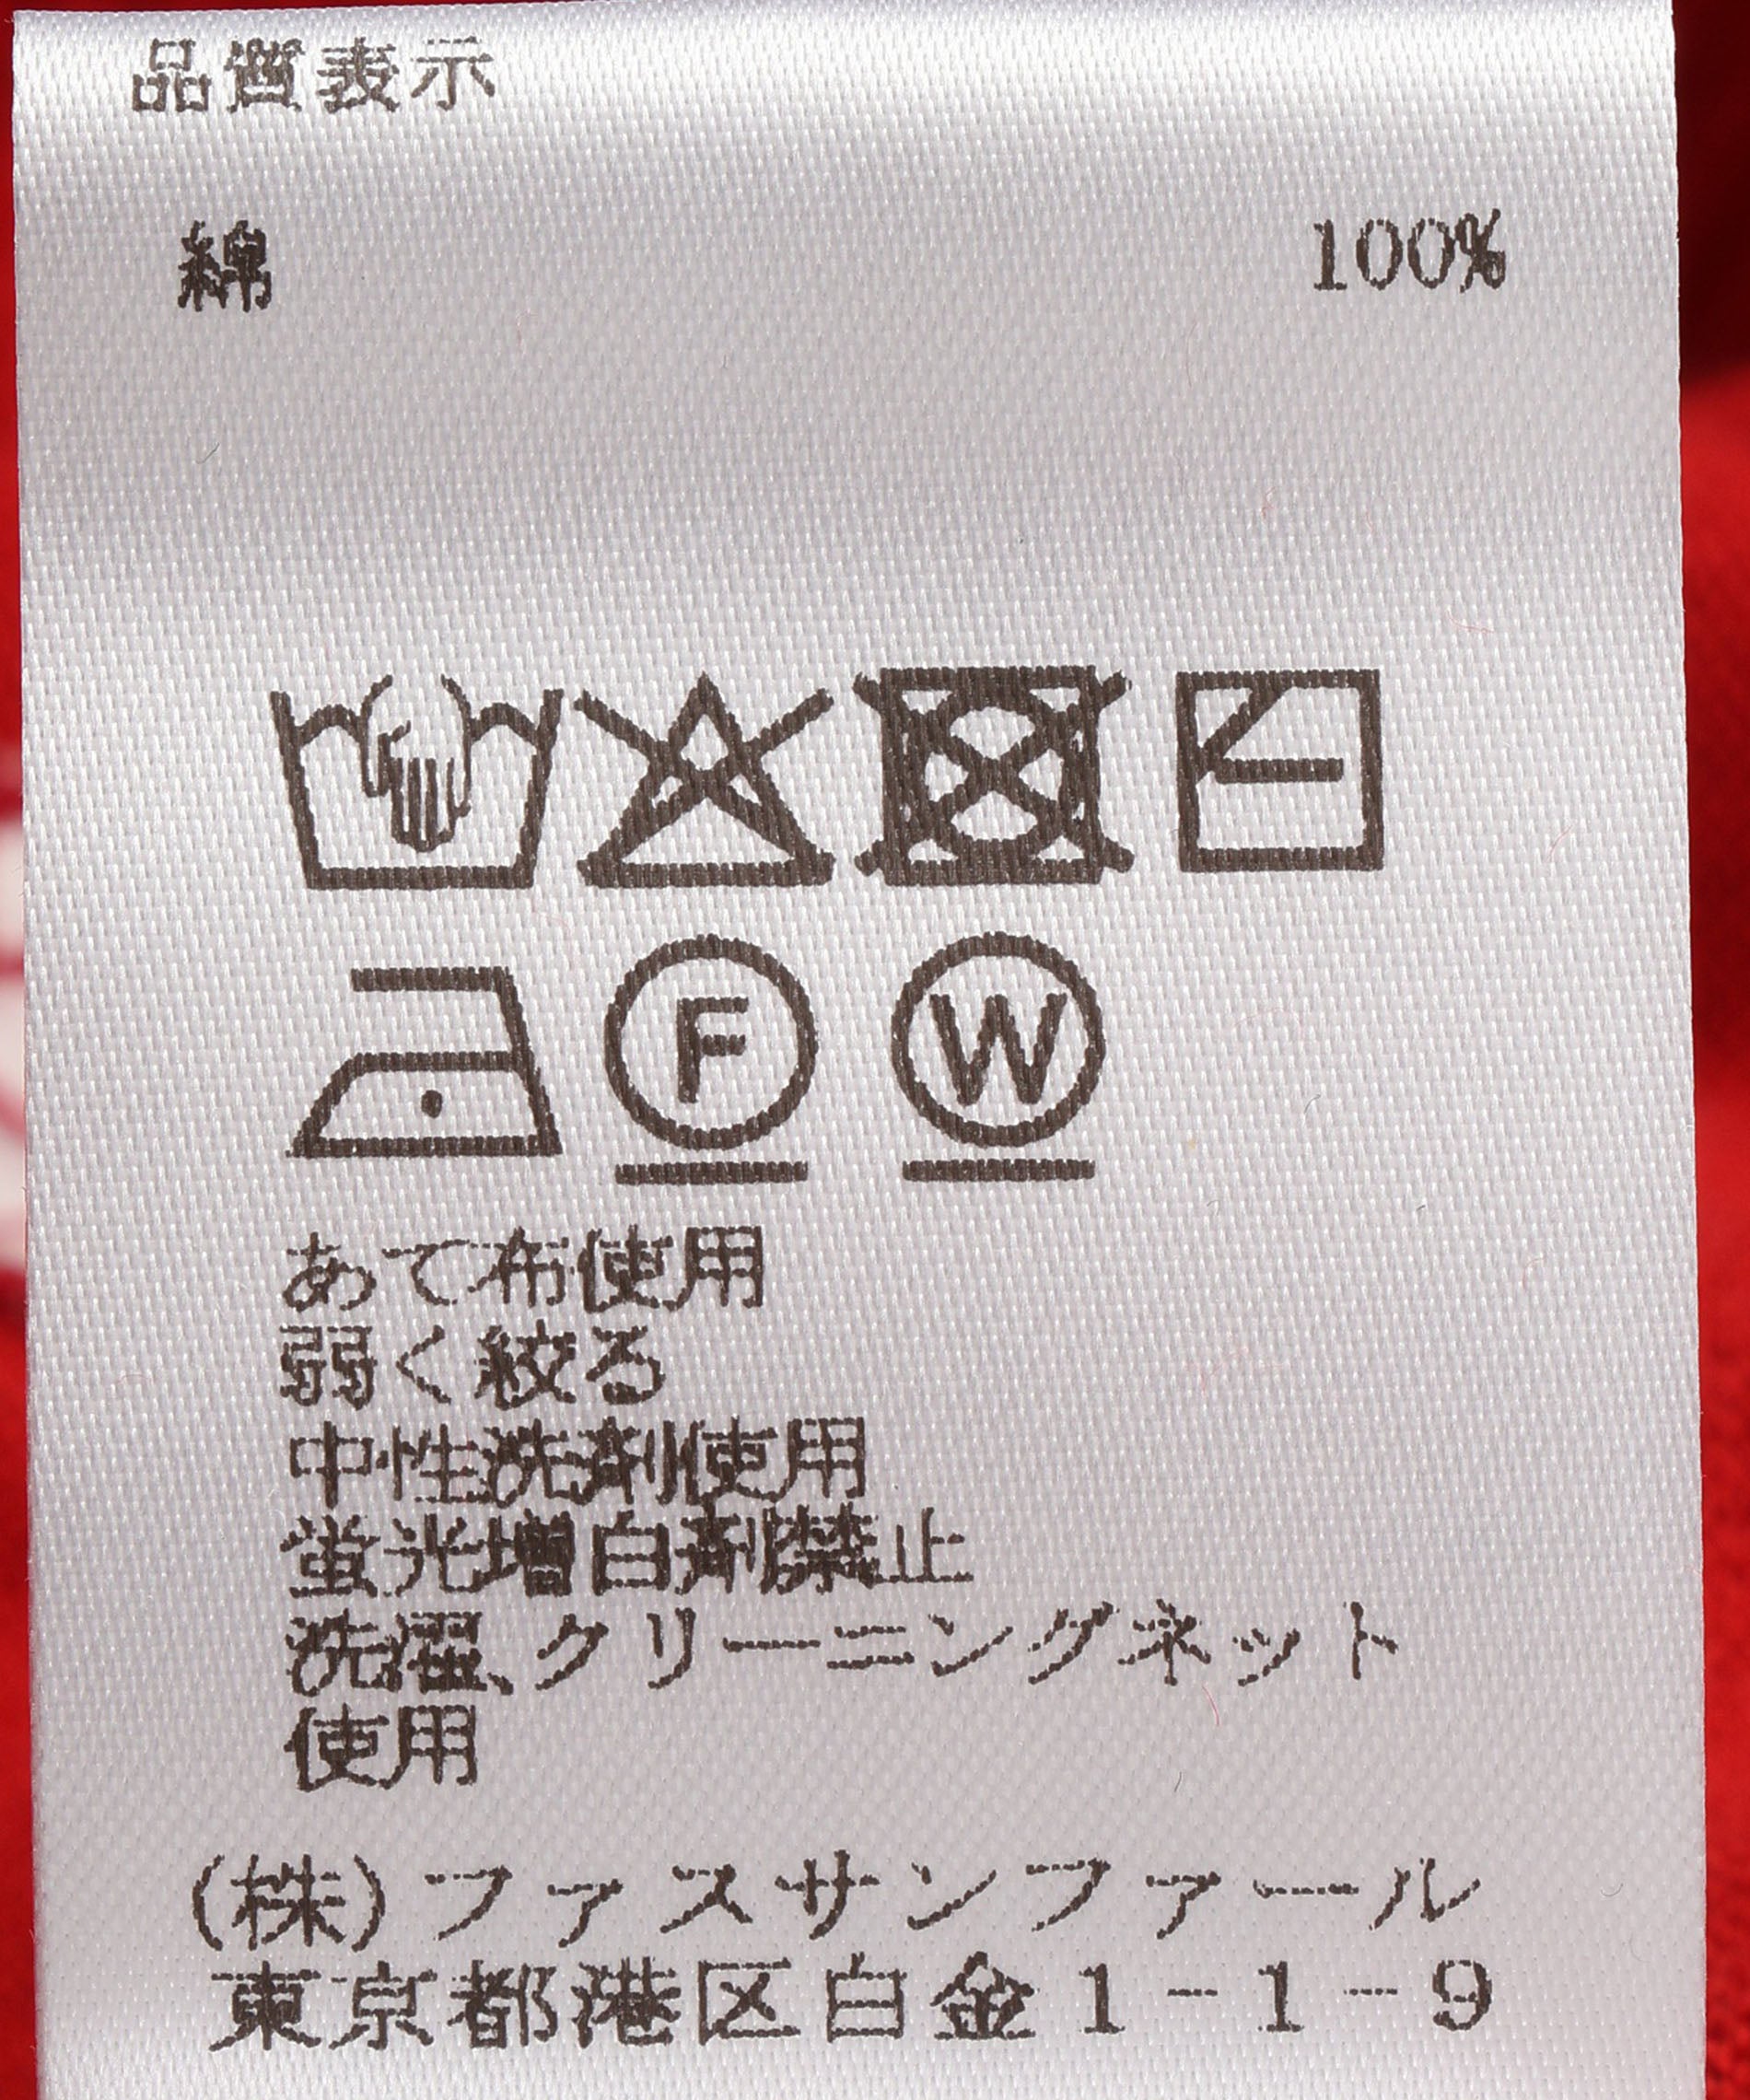 品質表示
綿 100%
F W
あて布使用
弱く絞る
中性洗剤使用
蛍光増白剤禁止
洗濯、クリーニングネット
使用
(株)ファスサンファール
東京都港区白金1-1-9